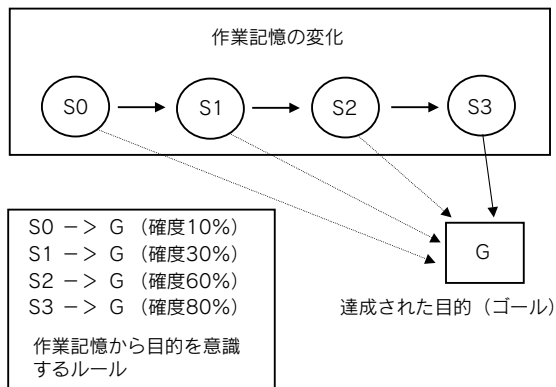 作業記憶の変化
S0
S1
S2
S3
S0 −> G (確度10%)
S1 −> G (確度30%)
S2 −> G (確度60%)
S3 −> G (確度80%)
作業記憶から目的を意識
するルール
G
達成された目的(ゴール)